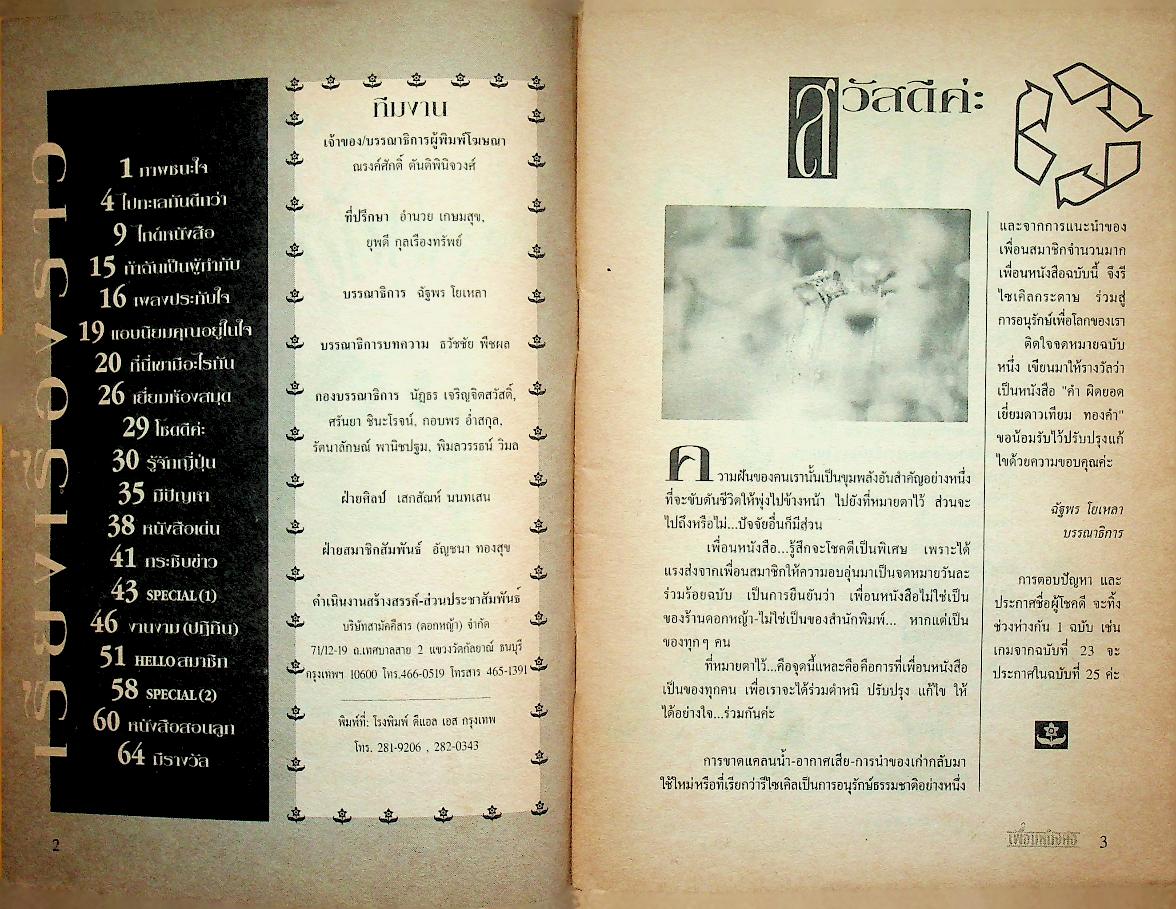 เรียงเรื่องราว
1 ภาพชนะใจ
4 ไปทะเลกันดีกว่า
9 ไกด์หนังสือ
15 ถ้าฉันเป็นผู้กำกับ
16 เพลงประทับใจ
19 แอบนิยมคุณอยู่ในใจ
20 ที่นี่เขามีอะไรกัน
26 เยี่ยมห้องสมุด
29 โชตดีค่ะ
30 รู้จักญี่ปุ่น
35 มีปัญหา
38 หนังสือเด่น
41 กระซิบข่าว
43 SPECIAL (1)
46 งานงาม (ปฏิทิน)
51 HELLO สมาชิก
58 SPECIAL (2)
60 หนังสือสอนลูก
64 มีรางวัล
2
ทีมงาน
เจ้าของ/บรรณาธิการผู้พิมพ์โฆษณา
ณรงค์ศักดิ์ ตันติพินิจวงศ์
ที่ปรึกษา อำนวย เกษมสุข,
ยุพดี กุลเรืองทรัพย์
บรรณาธิการ ฉัฐพร โยเหลา
บรรณาธิการบทความ ธวัชชัย พืชผล
กองบรรณาธิการ นัฎธร เจริญจิตสวัสดิ์,
ศรันยา ชินะโรจน์, กอบพร อ่ำสกุล,
รัตนาลักษณ์ พานิชปฐม, พิมลวรรธน์ วิมล
ฝ่ายศิลป์ เสกสัณห์ นนทเสน
ฝ่ายสมาชิกสัมพันธ์ อัญชนา ทองสุข
ดำเนินงานสร้างสรรค์-ส่วนประชาสัมพันธ์
บริษัทสามัคคีสาร (ดอกหญ้า) จำกัด
71/12-19 ถ.เทศบาลสาย 2 แขวงวัดกัลยาณ์ ธนบุรี
กรุงเทพฯ 10600 โทร.466-0519 โทรสาร 465-1391
พิมพ์ที่: โรงพิมพ์ ดีแอล เอส กรุงเทพ
โทร. 281-9206 , 282-0343
สวัสดีค่ะ
ความฝันของคนเรานั้นเป็นขุมพลังอันสำคัญอย่างหนึ่ง
ที่จะขับดันชีวิตให้พุ่งไปข้างหน้า ไปยังที่หมายตาไว้ ส่วนจะ
ไปถึงหรือไม่...ปัจจัยอื่นก็มีส่วน
เพื่อนหนังสือ...รู้สึกจะโชคดีเป็นพิเศษ เพราะได้
แรงส่งจากเพื่อนสมาชิกให้ความอบอุ่นมาเป็นจดหมายวันละ
ร่วมร้อยฉบับ เป็นการยืนยันว่า เพื่อนหนังสือไม่ใช่เป็น
ของร้านดอกหญ้า-ไม่ใช่เป็นของสำนักพิมพ์... หากแต่เป็น
ของทุกๆ คน
ที่หมายตาไว้...คือจุดนี้แหละคือคือการที่เพื่อนหนังสือ
เป็นของทุกคน เพื่อเราจะได้ร่วมตำหนิ ปรับปรุง แก้ไข ให้
ได้อย่างใจ...ร่วมกันค่ะ
การขาดแคลนน้ำ-อากาศเสีย-การนำของเก่ากลับมา
ใช้ใหม่หรือที่เรียกว่ารีไซเคิลเป็นการอนุรักษ์ธรรมชาติอย่างหนึ่ง
และจากการแนะนำของ
เพื่อนสมาชิกจำนวนมาก
เพื่อนหนังสือฉบับนี้ จึงรี
ไซเคิลกระดาษ ร่วมสู่
การอนุรักษ์เพื่อโลกของเรา
ติดใจจดหมายฉบับ
หนึ่ง เขียนมาให้รางวัลว่า
เป็นหนังสือ "คำ ผิดยอด
เยี่ยมดาวเทียม ทองคำ"
ขอน้อมรับไว้ปรับปรุงแก้
ไขด้วยความขอบคุณค่ะ
ฉัฐพร โยเหลา
บรรณาธิการ
การตอบปัญหา และ
ประกาศชื่อผู้โชคดี จะทิ้ง
ช่วงห่างกัน 1 ฉบับ เช่น
เกมจากฉบับที่ 23 จะ
ประกาศในฉบับที่ 25 ค่ะ
เพื่อนหนังสือ 3